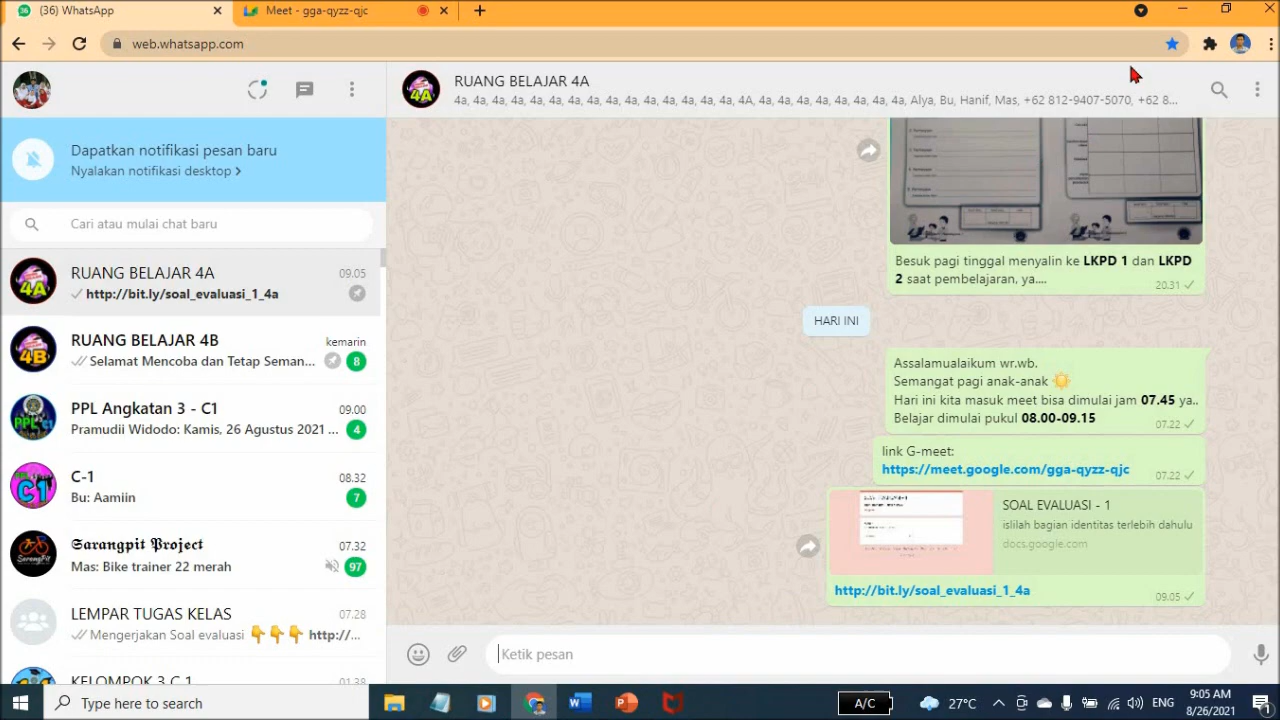 (36) WhatsApp
Meet - gga-qyzz-qjc
web.whatsapp.com
Dapatkan notifikasi pesan baru
Nyalakan notifikasi desktop >
Cari atau mulai chat baru
4A
RUANG BELAJAR 4A
09.05
http://bit.ly/soal_evaluasi_1_4a
4B
RUANG BELAJAR 4B
kemarin
Selamat Mencoba dan Tetap Seman...
8
PPL Angkatan 3 - C1
09.00
Pramudii Widodo: Kamis, 26 Agustus 2021 ...
4
C-1
08.32
Bu: Aamiin
7
𝕾𝖆𝖗𝖆𝖓𝖌𝖕𝖎𝖙 𝕻𝖗𝖔𝖏𝖊𝖈𝖙
07.32
Mas: Bike trainer 22 merah
97
LEMPAR TUGAS KELAS
07.28
Mengerjakan Soal evaluasi 👇👇👇 http://...
KELOMPOK 3 C 1
01.38
4A
RUANG BELAJAR 4A
4a, 4a, 4a, 4a, 4a, 4a, 4a, 4a, 4a, 4a, 4A, 4a, 4a, 4a, 4a, 4a, Alya, Bu, Hanif, Mas, +62 812-9407-5070, +62 8...
Besuk pagi tinggal menyalin ke LKPD 1 dan LKPD
2 saat pembelajaran, ya....
20.31
HARI INI
Assalamualaikum wr.wb.
Semangat pagi anak-anak 🌞
Hari ini kita masuk meet bisa dimulai jam 07.45 ya..
Belajar dimulai pukul 08.00-09.15
07.22
link G-meet:
https://meet.google.com/gga-qyzz-qjc
07.22
SOAL EVALUASI - 1
islilah bagian identitas terlebih dahulu
docs.google.com
http://bit.ly/soal_evaluasi_1_4a
09.05
Ketik pesan
Type here to search
A/C
27°C
ENG
9:05 AM
8/26/2021
1